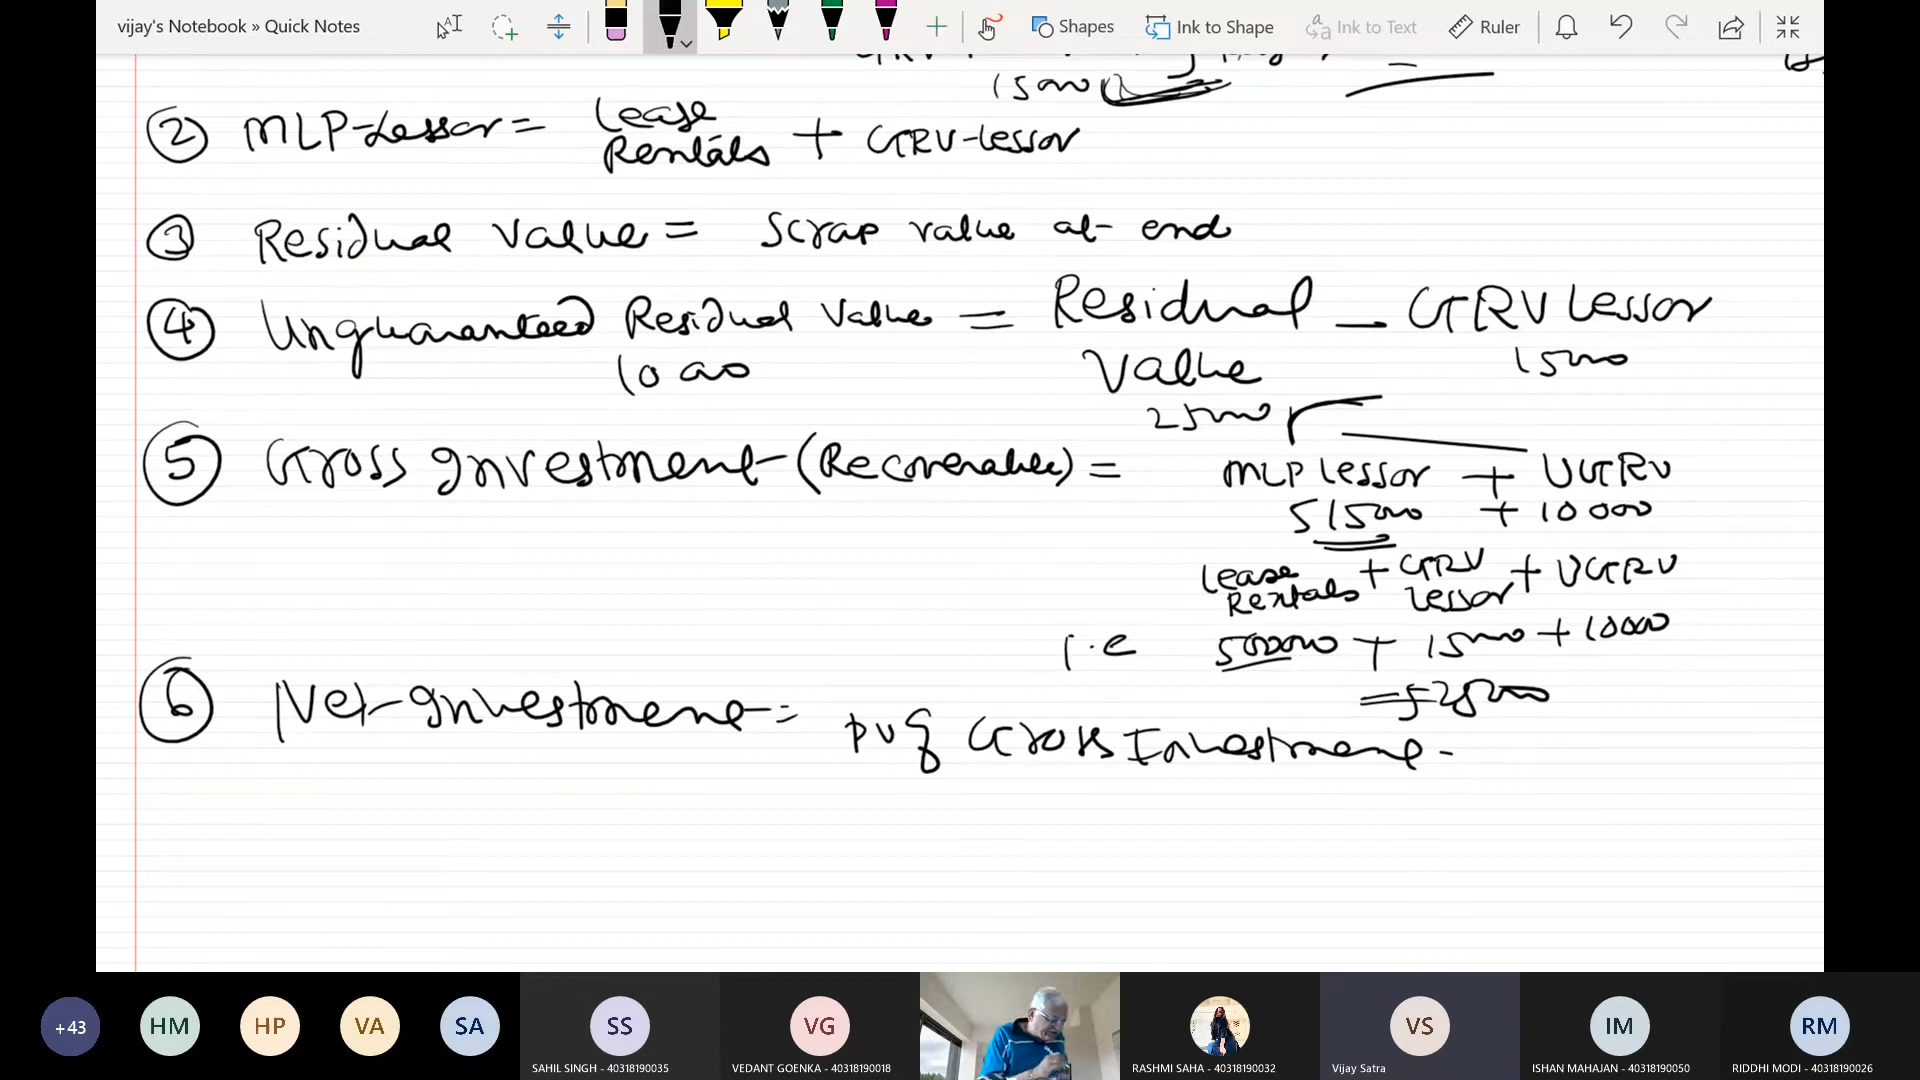 vijay's Notebook » Quick Notes
Shapes
Ink to Shape
Ink to Text
Ruler
15000
② MLP-Lessor = Lease Rentals + GRV-lessor
③ Residual Value = Scrap value at end
④ Unguaranteed Residual Value = Residual Value - GRV Lessor
10000 25000 15000
⑤ Gross Investment (Recoverable) = MLP Lessor + UGRV
515000 + 10000
Lease Rentals + GRV Lessor + UGRV
i.e 500000 + 15000 + 10000
= 525000
⑥ Net Investment = PV of Gross Investment
+43
HM
HP
VA
SA
SS
VG
VS
IM
RM
SAHIL SINGH - 40318190035
VEDANT GOENKA - 40318190018
RASHMI SAHA - 40318190032
Vijay Satra
ISHAN MAHAJAN - 40318190050
RIDDHI MODI - 40318190026